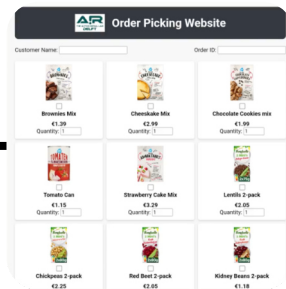 AIR
DELFT
Order Picking Website
Customer Name:
Order ID:
Brownies Mix
€1.39
Quantity: 1
Cheeskake Mix
€2.99
Quantity: 1
Chocolate Cookies mix
€1.99
Quantity: 1
TOMATEN
Tomato Can
€1.15
Quantity: 1
Strawberry Cake Mix
€3.29
Quantity: 1
Lentils 2-pack
€2.05
Quantity: 1
Chickpeas 2-pack
€2.25
Red Beet 2-pack
€2.05
Kidney Beans 2-pack
€1.18